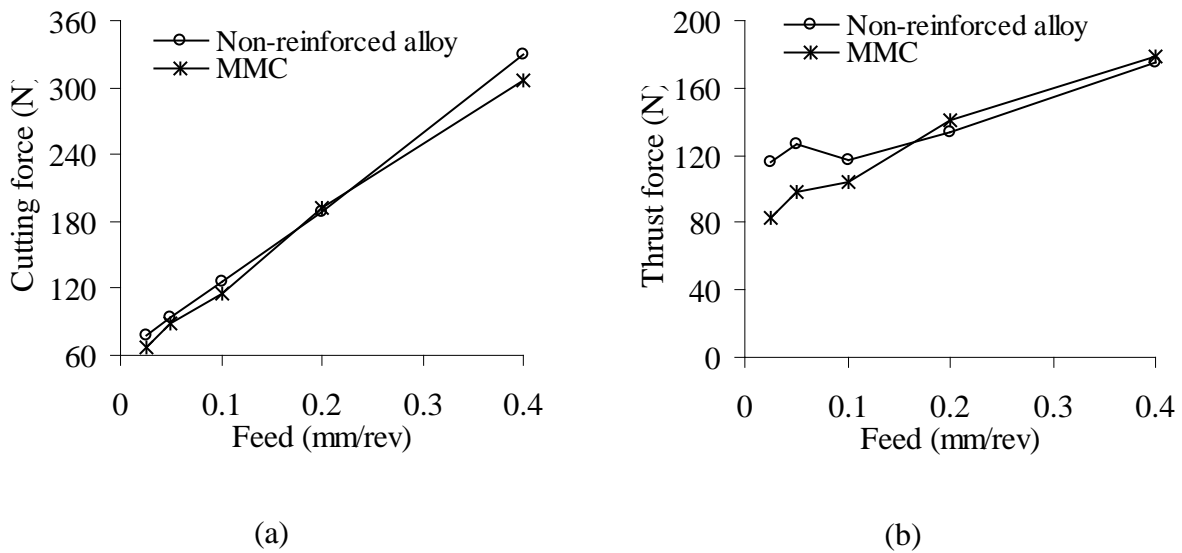 360
300
240
180
120
60
Cutting force (N)
Non-reinforced alloy
MMC
0 0.1 0.2 0.3 0.4
Feed (mm/rev)
(a)
200
160
120
80
40
0
Thrust force (N)
Non-reinforced alloy
MMC
0 0.1 0.2 0.3 0.4
Feed (mm/rev)
(b)